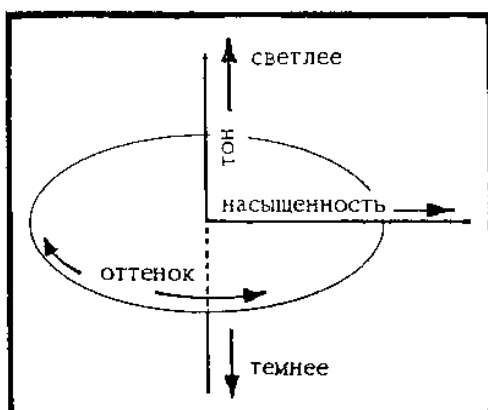 светлее
тон
насыщенность
оттенок
темнее